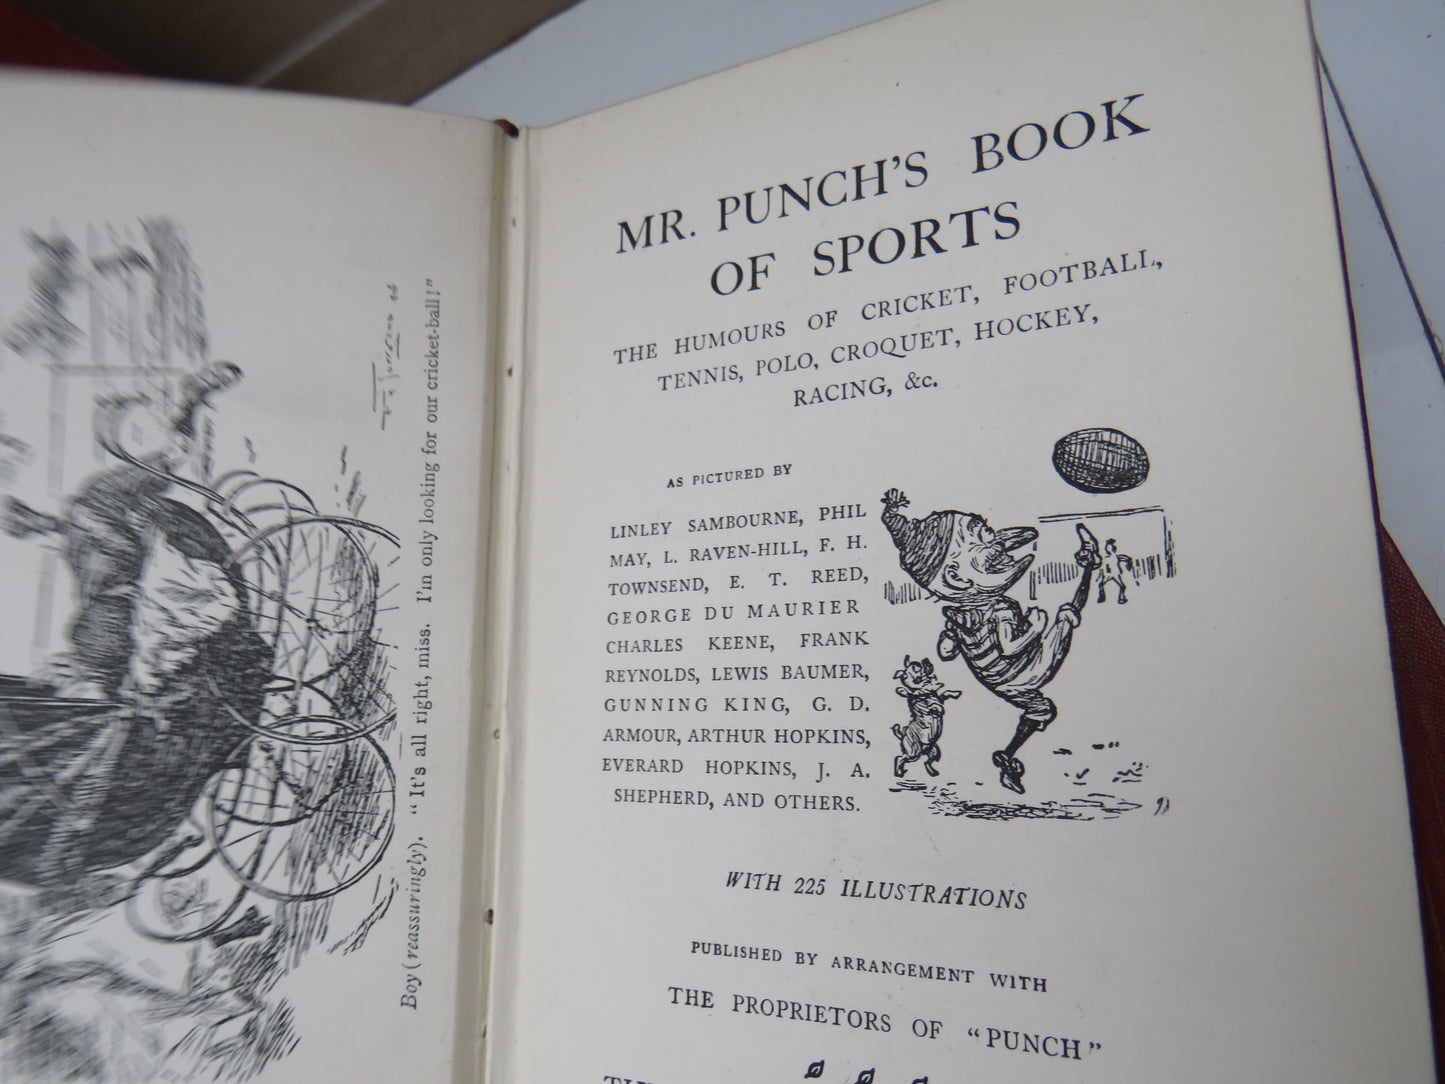 Boy (reassuringly). "It's all right, miss. I'm only looking for our cricket-ball!"
MR. PUNCH'S BOOK
OF SPORTS
THE HUMOURS OF CRICKET, FOOTBALL,
TENNIS, POLO, CROQUET, HOCKEY,
RACING, &c.
AS PICTURED BY
LINLEY SAMBOURNE, PHIL
MAY, L. RAVEN-HILL, F. H.
TOWNSEND, E. T. REED,
GEORGE DU MAURIER
CHARLES KEENE, FRANK
REYNOLDS, LEWIS BAUMER,
GUNNING KING, G. D.
ARMOUR, ARTHUR HOPKINS,
EVERARD HOPKINS, J. A.
SHEPHERD, AND OTHERS.
WITH 225 ILLUSTRATIONS
PUBLISHED BY ARRANGEMENT WITH
THE PROPRIETORS OF "PUNCH"